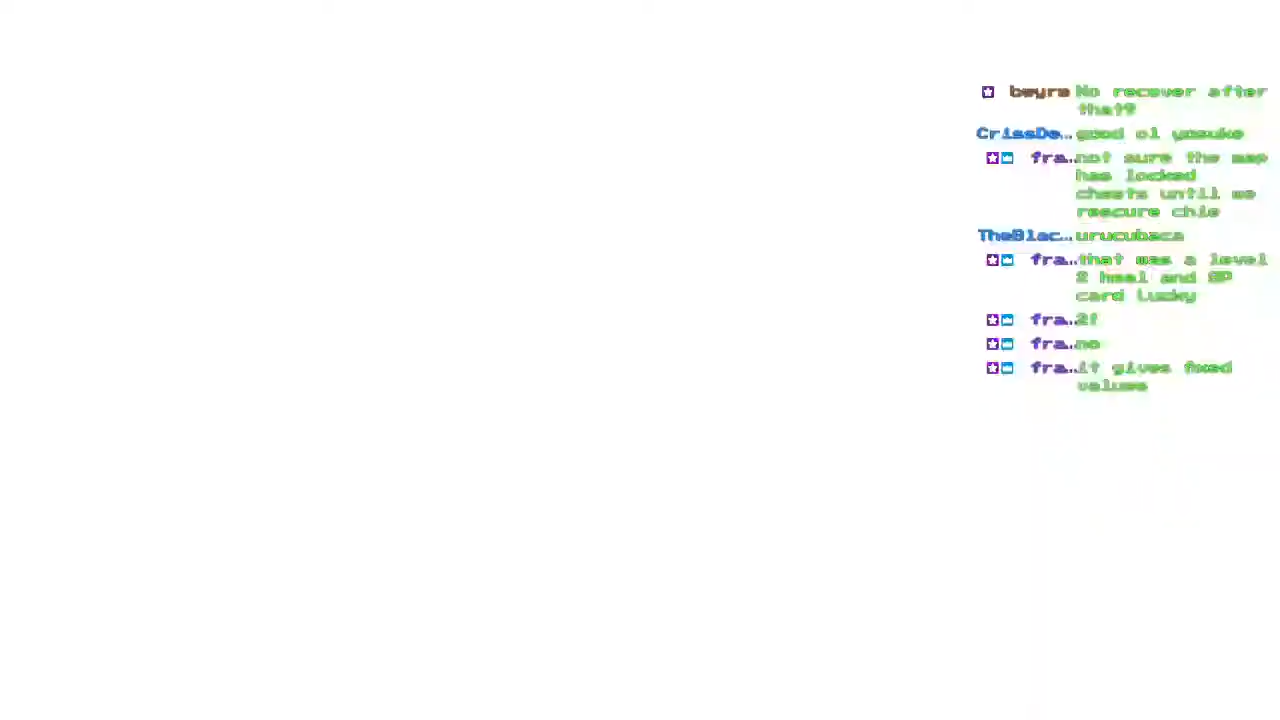 beyra No recover after
that?
CrissDe… good ol yosuke
fra… not sure the map
has locked
chests until we
rescure chie
TheBlac… urucubaca
fra… that was a level
2 heal and SP
card lucky
fra… 2!
fra… no
fra… it gives fixed
values